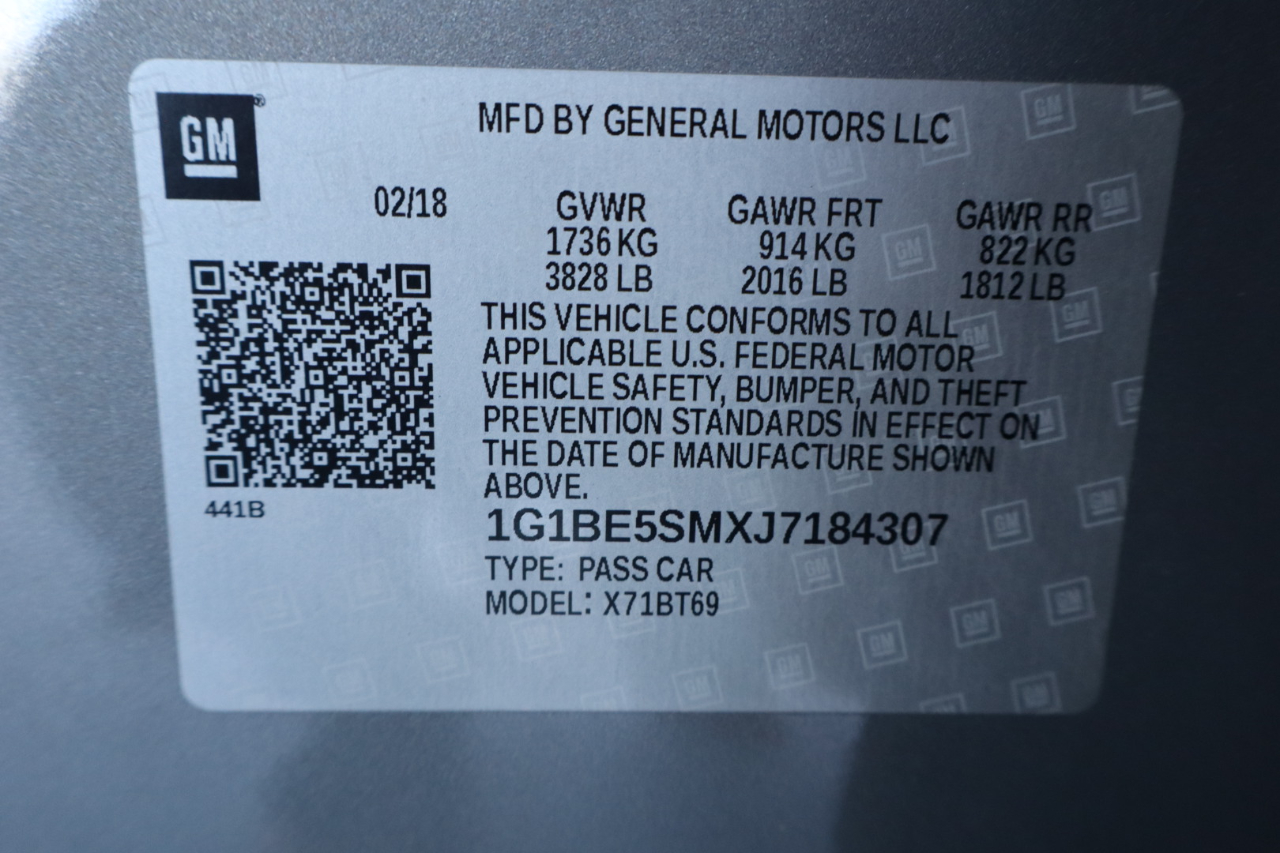 GM
MFD BY GENERAL MOTORS LLC
02/18 GVWR GAWR FRT GAWR RR
1736 KG 914 KG 822 KG
3828 LB 2016 LB 1812 LB
THIS VEHICLE CONFORMS TO ALL
APPLICABLE U.S. FEDERAL MOTOR
VEHICLE SAFETY, BUMPER, AND THEFT
PREVENTION STANDARDS IN EFFECT ON
THE DATE OF MANUFACTURE SHOWN
ABOVE.
441B
1G1BE5SMXJ7184307
TYPE: PASS CAR
MODEL: X71BT69